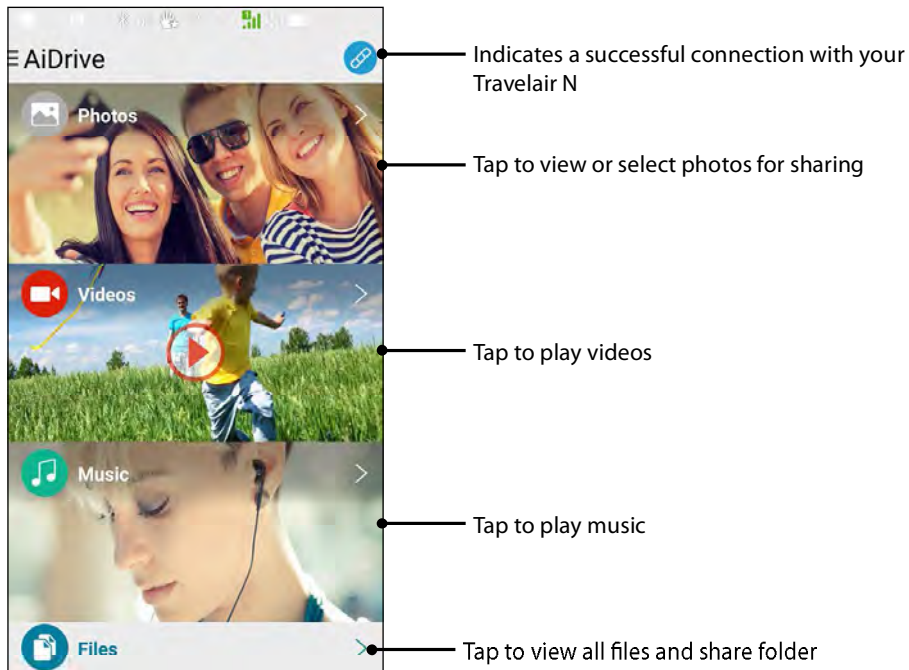 AiDrive
Indicates a successful connection with your
Travelair N
Photos
Tap to view or select photos for sharing
Videos
Tap to play videos
Music
Tap to play music
Files
Tap to view all files and share folder